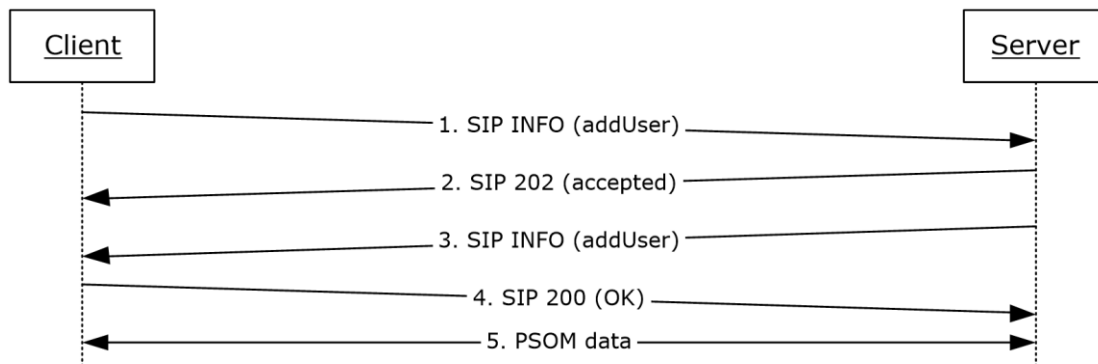 Client
Server
1. SIP INFO (addUser)
2. SIP 202 (accepted)
3. SIP INFO (addUser)
4. SIP 200 (OK)
5. PSOM data